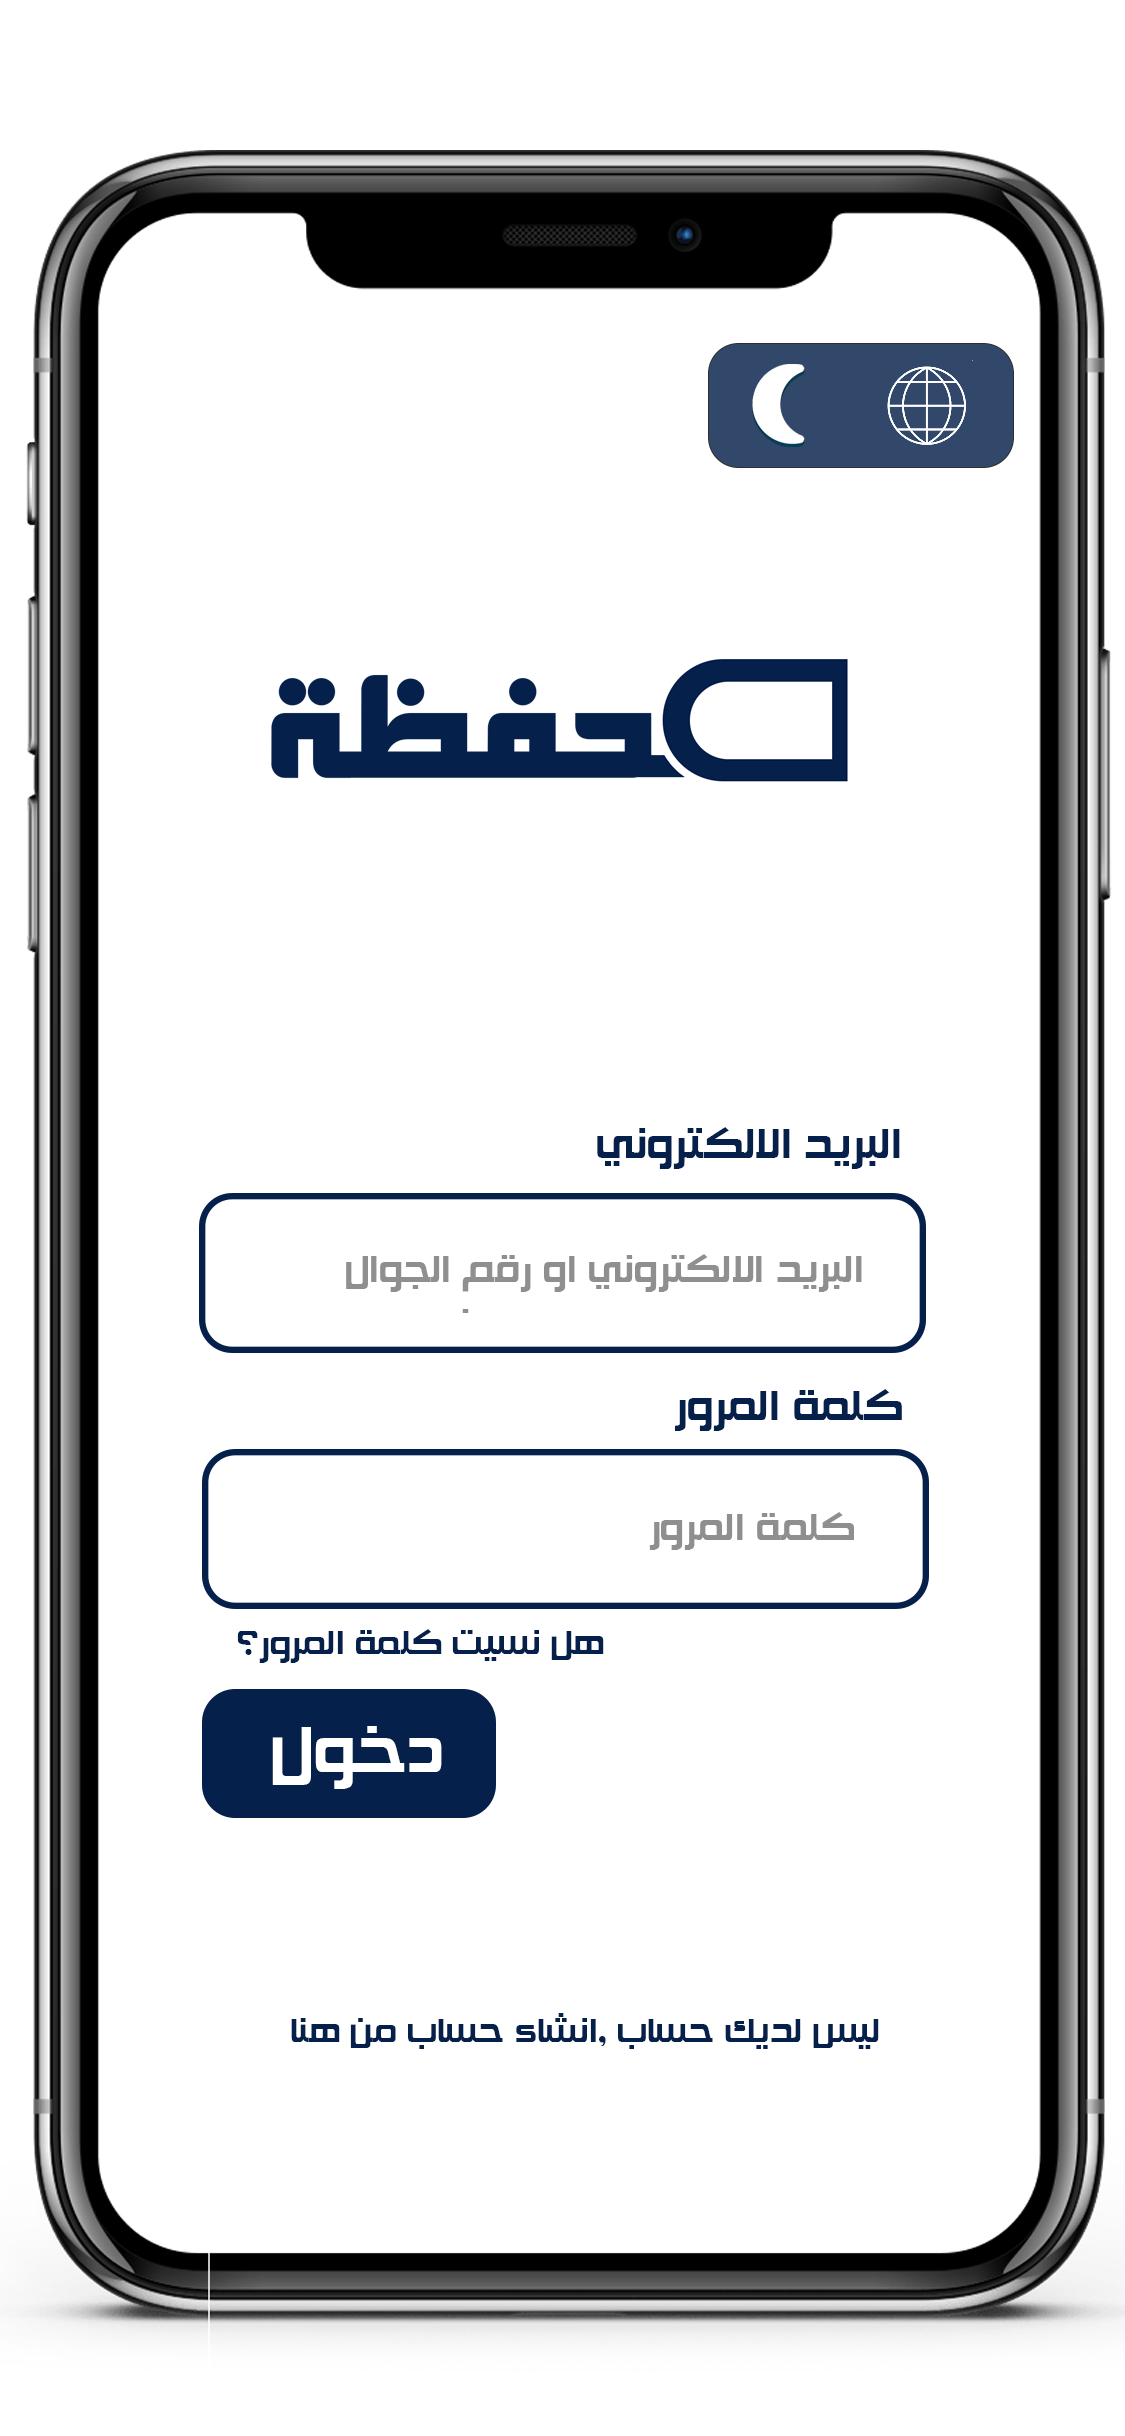 محفظة
البريد الالكتروني
البريد الالكتروني او رقم الجوال
كلمة المرور
كلمة المرور
هل نسيت كلمة المرور؟
دخول
ليس لديك حساب ,انشاء حساب من هنا